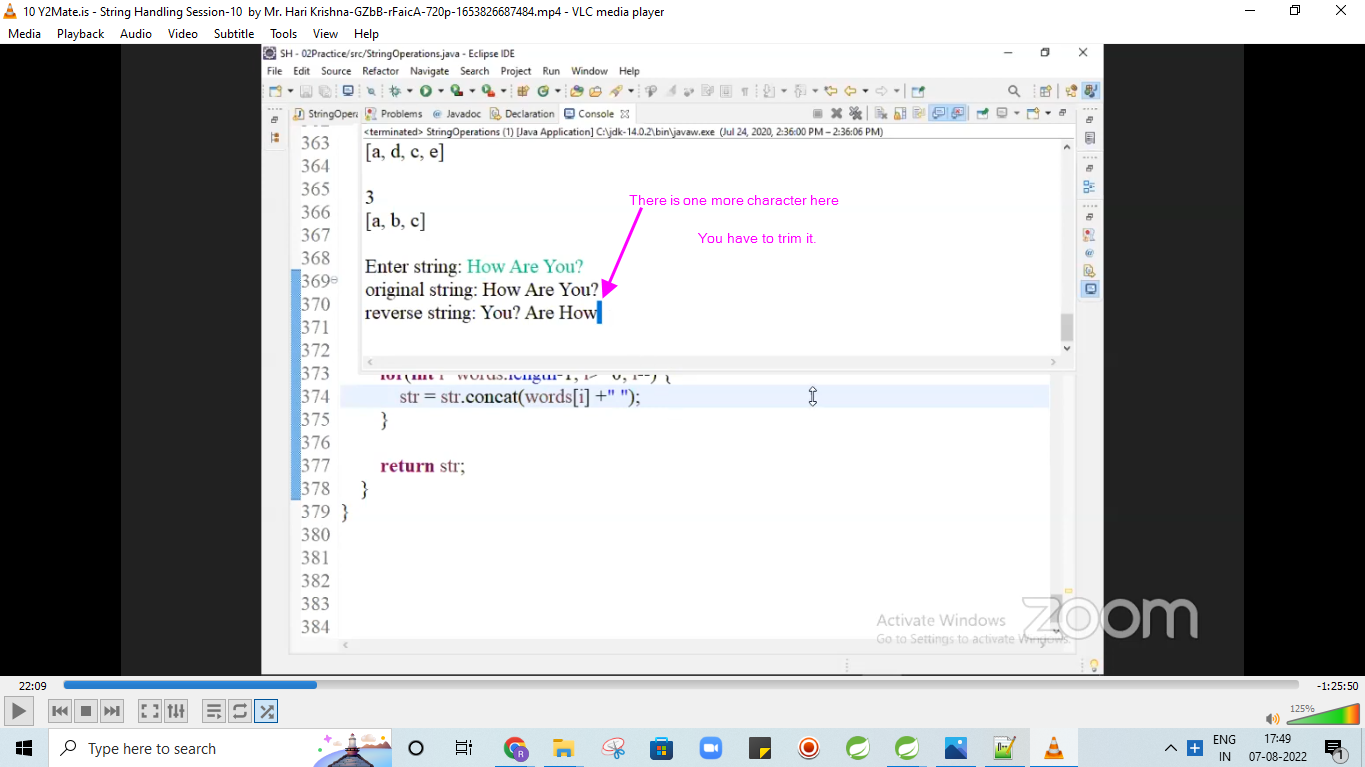 10 Y2Mate.is - String Handling Session-10  by Mr. Hari Krishna-GZbB-rFaicA-720p-1653826687484.mp4 - VLC media player
Media Playback Audio Video Subtitle Tools View Help
SH - 02Practice/src/StringOperations.java - Eclipse IDE
File Edit Source Refactor Navigate Search Project Run Window Help
StringOpera Problems @ Javadoc Declaration Console
<terminated> StringOperations (1) [Java Application] C:\jdk-14.0.2\bin\javaw.exe (Jul 24, 2020, 2:36:00 PM – 2:36:06 PM)
363
[a, d, c, e]
364
365
3
There is one more character here
366
[a, b, c]
367
You have to trim it.
368
Enter string: How Are You?
369
original string: How Are You?
370
reverse string: You? Are How
371
372
373
374 str = str.concat(words[i] +" ");
375 }
376
377 return str;
378 }
379 }
380
381
382
383
384
Activate Windows
Go to Settings to activate Windows.
zoom
22:09
-1:25:50
125%
Type here to search
ENG
IN
17:49
07-08-2022
1